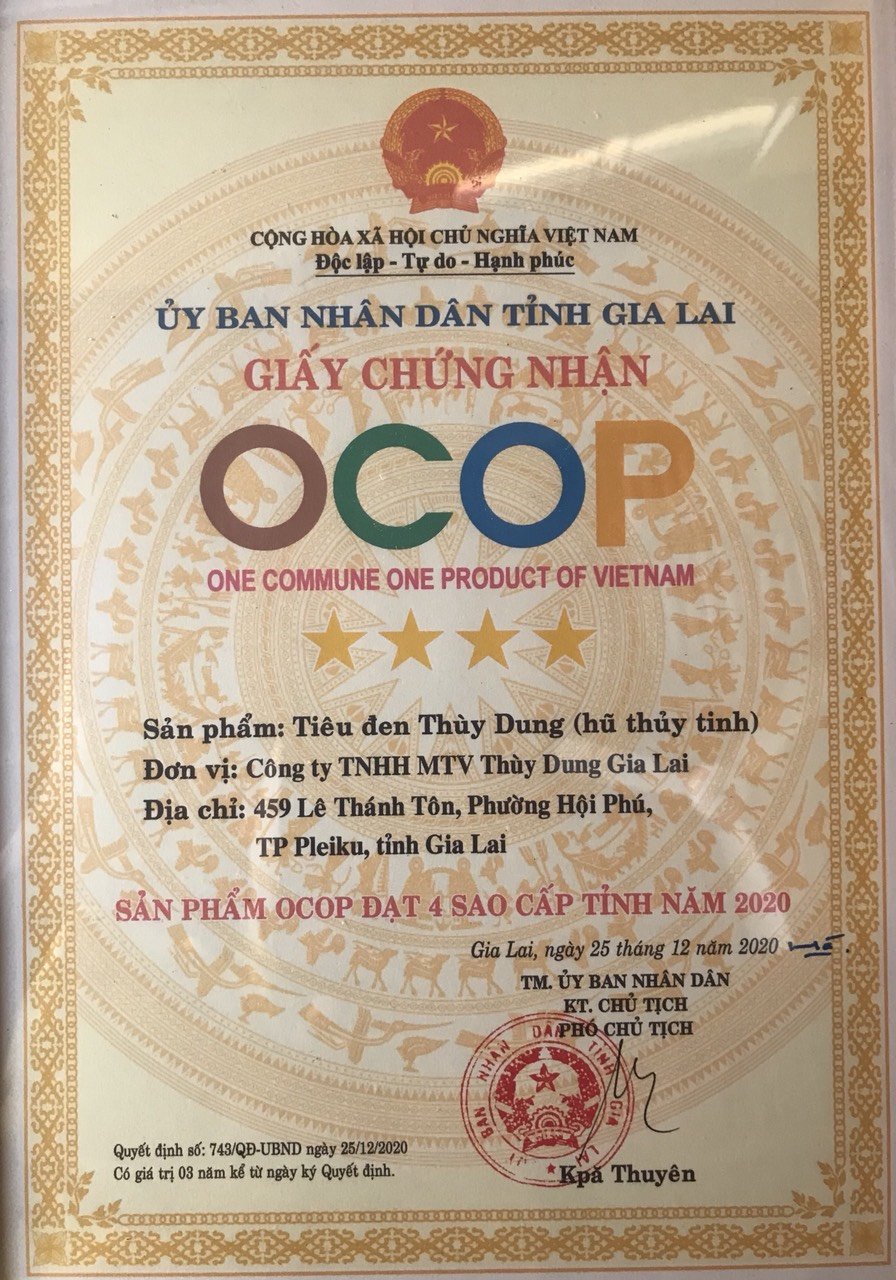 CỘNG HÒA XÃ HỘI CHỦ NGHĨA VIỆT NAM
Độc lập - Tự do - Hạnh phúc
ỦY BAN NHÂN DÂN TỈNH GIA LAI
GIẤY CHỨNG NHẬN
OCOP
ONE COMMUNE ONE PRODUCT OF VIETNAM
Sản phẩm: Tiêu đen Thùy Dung (hũ thủy tinh)
Đơn vị: Công ty TNHH MTV Thùy Dung Gia Lai
Địa chỉ: 459 Lê Thánh Tôn, Phường Hội Phú,
TP Pleiku, tỉnh Gia Lai
SẢN PHẨM OCOP ĐẠT 4 SAO CẤP TỈNH NĂM 2020
Gia Lai, ngày 25 tháng 12 năm 2020
TM. ỦY BAN NHÂN DÂN
KT. CHỦ TỊCH
PHÓ CHỦ TỊCH
BAN NHÂN DÂN TỈNH GIA LAI
Kpă Thuyên
Quyết định số: 743/QĐ-UBND ngày 25/12/2020
Có giá trị 03 năm kể từ ngày ký Quyết định.